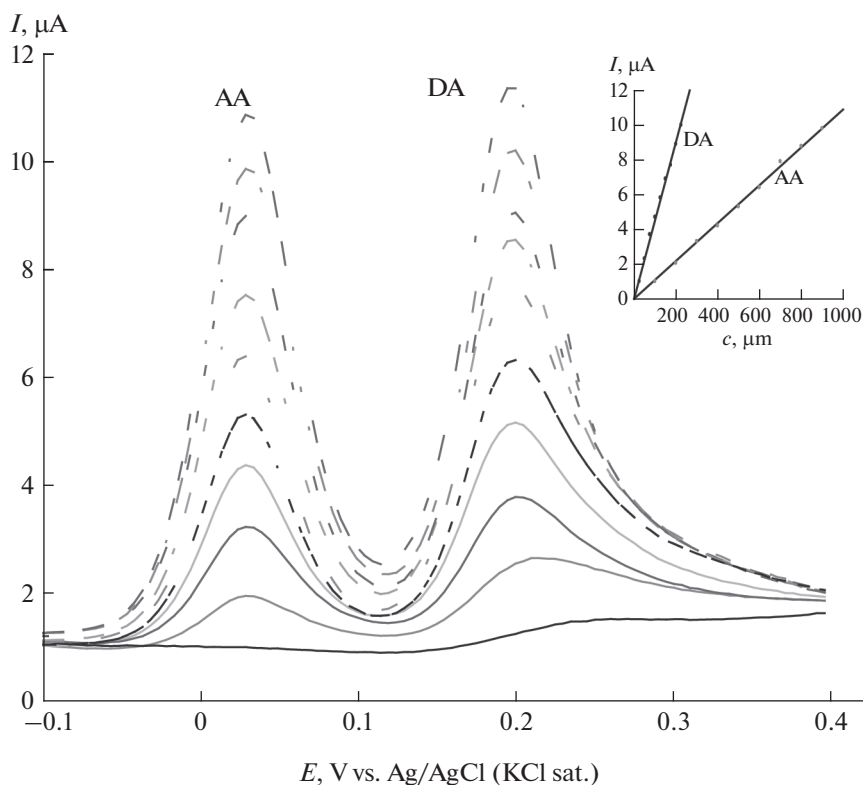 I, μA
12
10
8
6
4
2
0
−0.1 0 0.1 0.2 0.3 0.4
E, V vs. Ag/AgCl (KCl sat.)
AA
DA
I, μA
12
10
8
6
4
2
0
200 400 600 800 1000
c, μm
DA
AA